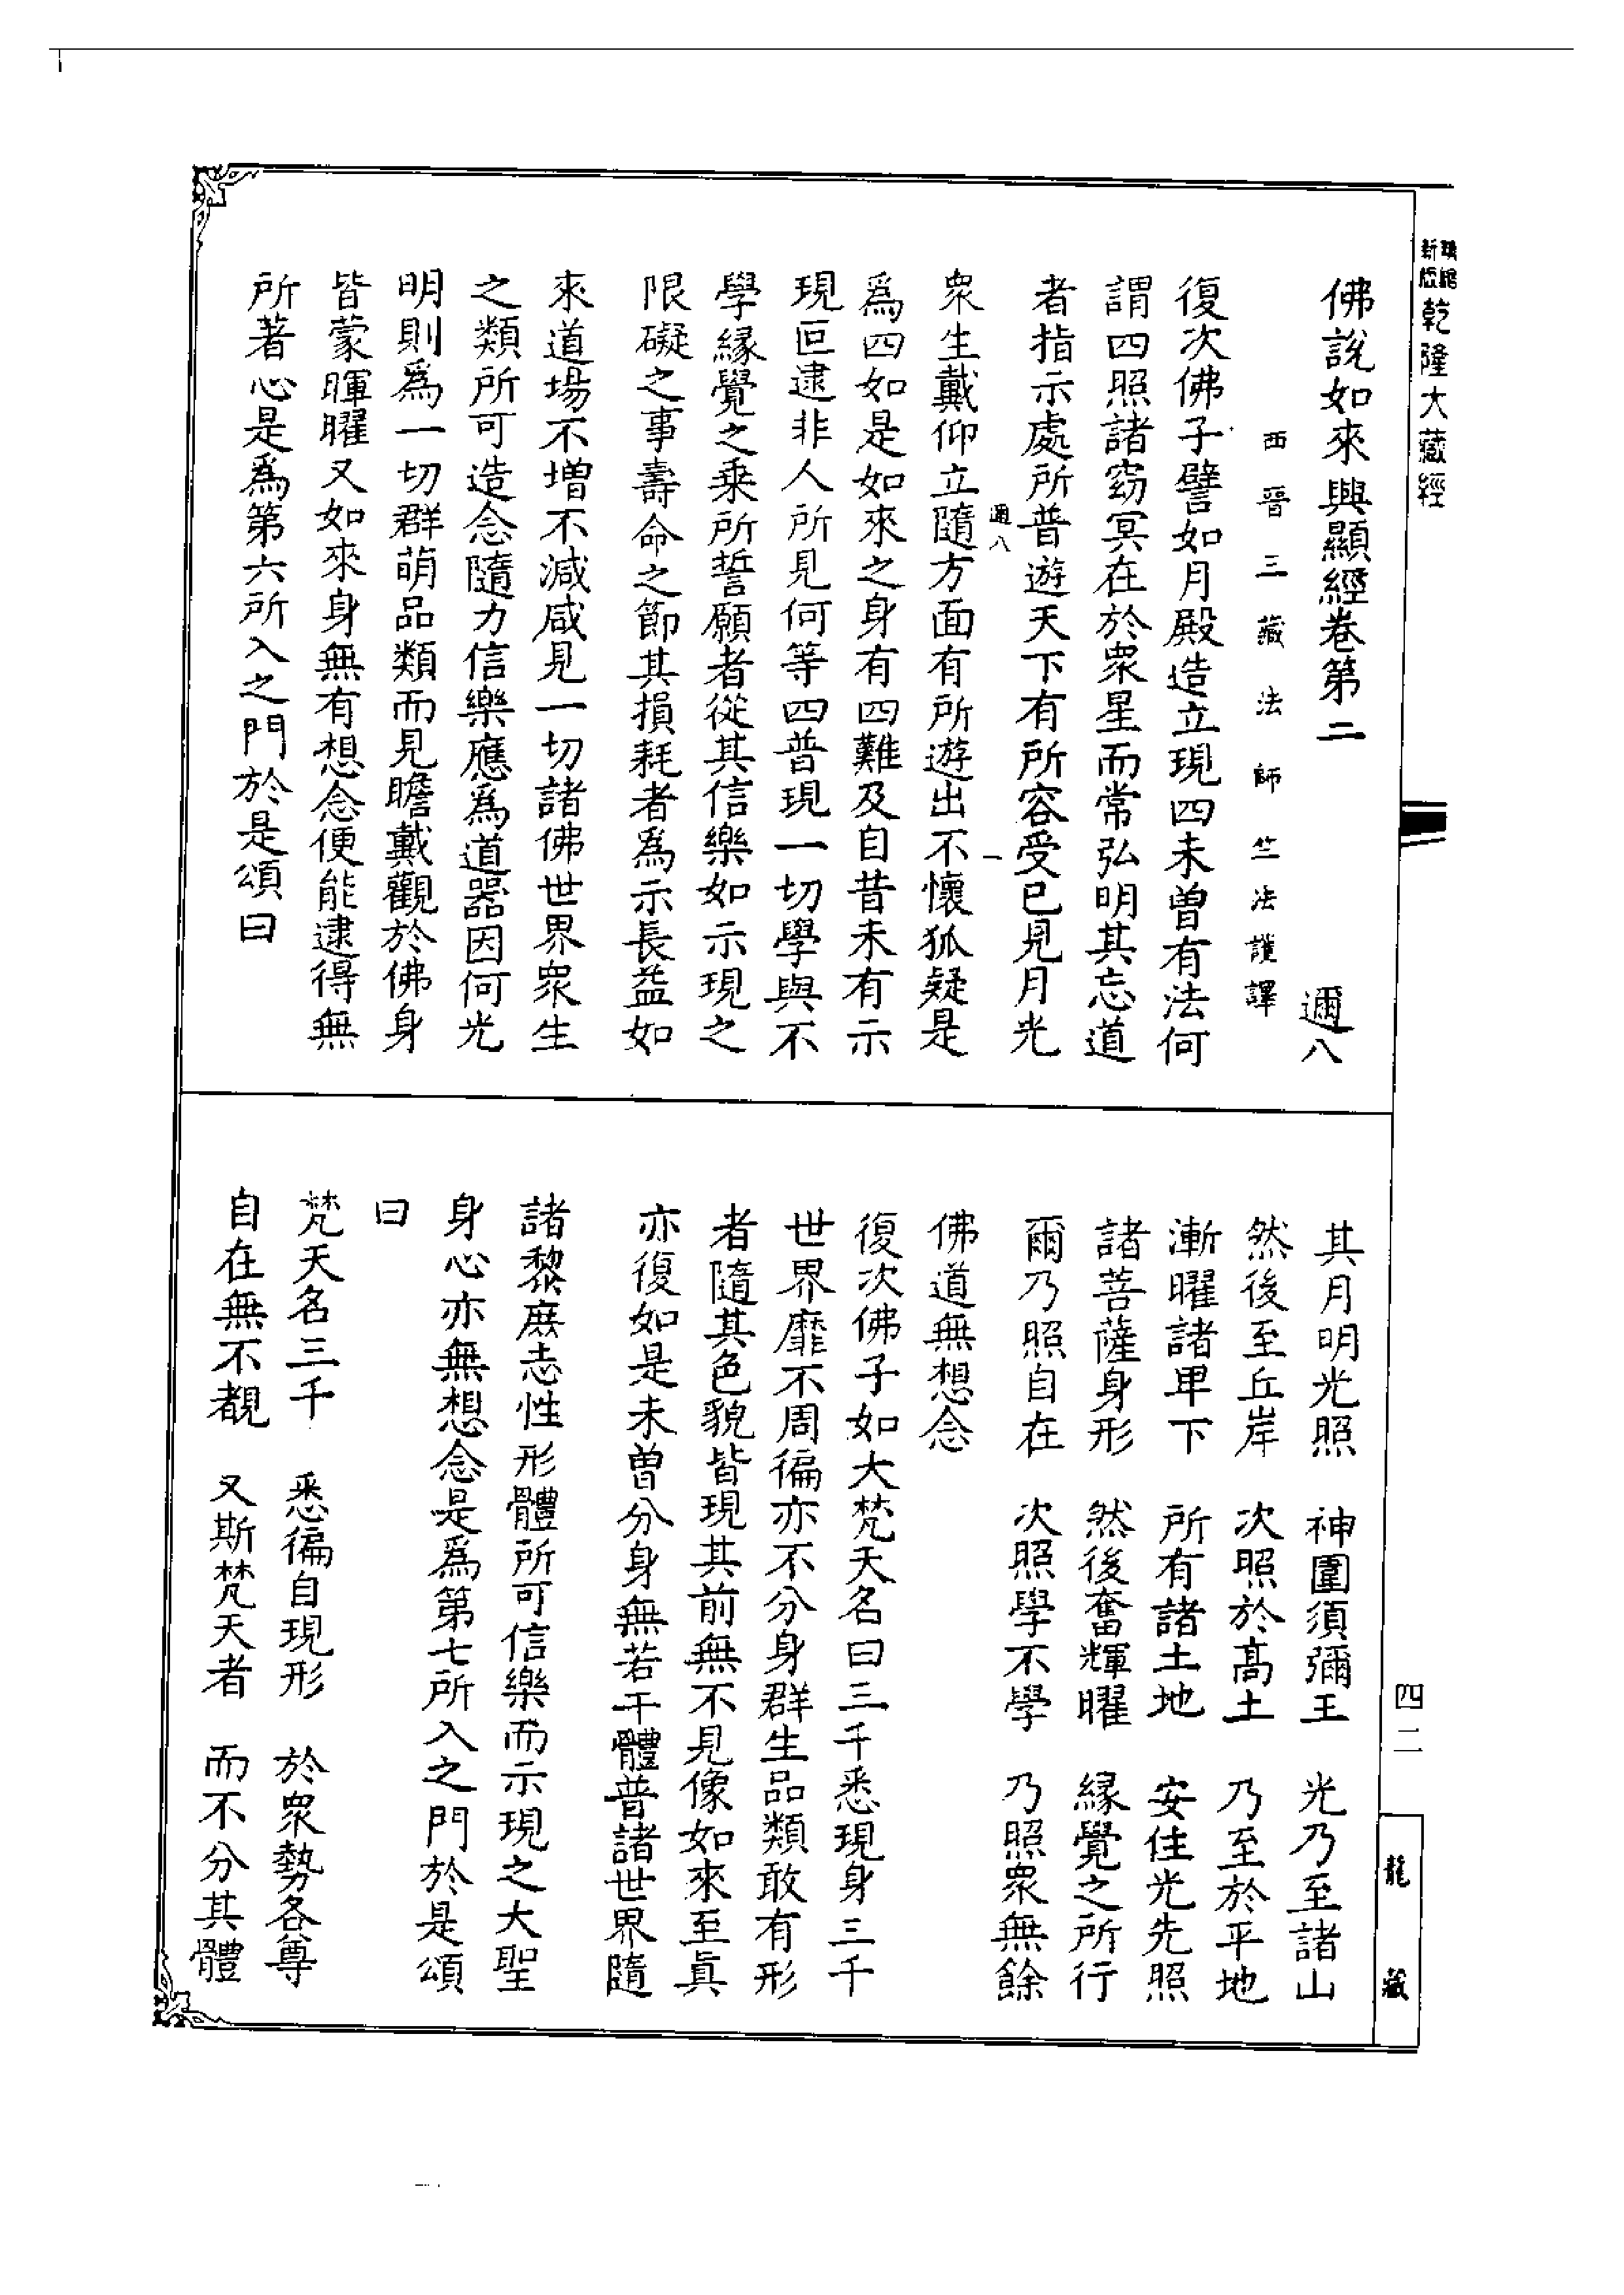 新版
乾隆大藏經
佛說如來興顯經卷第二 邇八
西晉三藏法師竺法護譯
復次佛子譬如月殿造立現四未曾有法何
謂四照諸窈冥在於眾星而常弘明其忘道
者指示處所普遊天下有所容受已見月光
邇八 一
眾生戴仰立隨方面有所遊出不懷狐疑是
為四如是如來之身有四難及自昔未有示
現叵逮非人所見何等四普現一切學與不
學緣覺之乘所誓願者從其信樂如示現之
限礙之事壽命之節其損耗者為示長益如
來道場不增不減咸見一切諸佛世界眾生
之類所可造念隨力信樂應為道器因何光
明則為一切群萌品類而見瞻戴觀於佛身
皆蒙暉曜又如來身無有想念便能逮得無
所著心是為第六所入之門於是頌曰
其月明光照 神圍須彌王 光乃至諸山
然後至丘岸 次照於高土 乃至於平地
漸曜諸卑下 所有諸土地 安住光先照
諸菩薩身形 然後奮輝曜 緣覺之所行
爾乃照自在 次照學不學 乃照眾無餘
佛道無想念
復次佛子如大梵天名曰三千悉現身三千
世界靡不周徧亦不分身群生品類敢有形
者隨其色貌皆現其前無不見像如來至真
亦復如是未曾分身無若干體普諸世界隨
諸黎庶志性形體所可信樂而示現之大聖
身心亦無想念是為第七所入之門於是頌
曰
梵天名三千 悉徧自現形 於眾勢各尊
自在無不覩 又斯梵天者 而不分其體
四二
龍藏